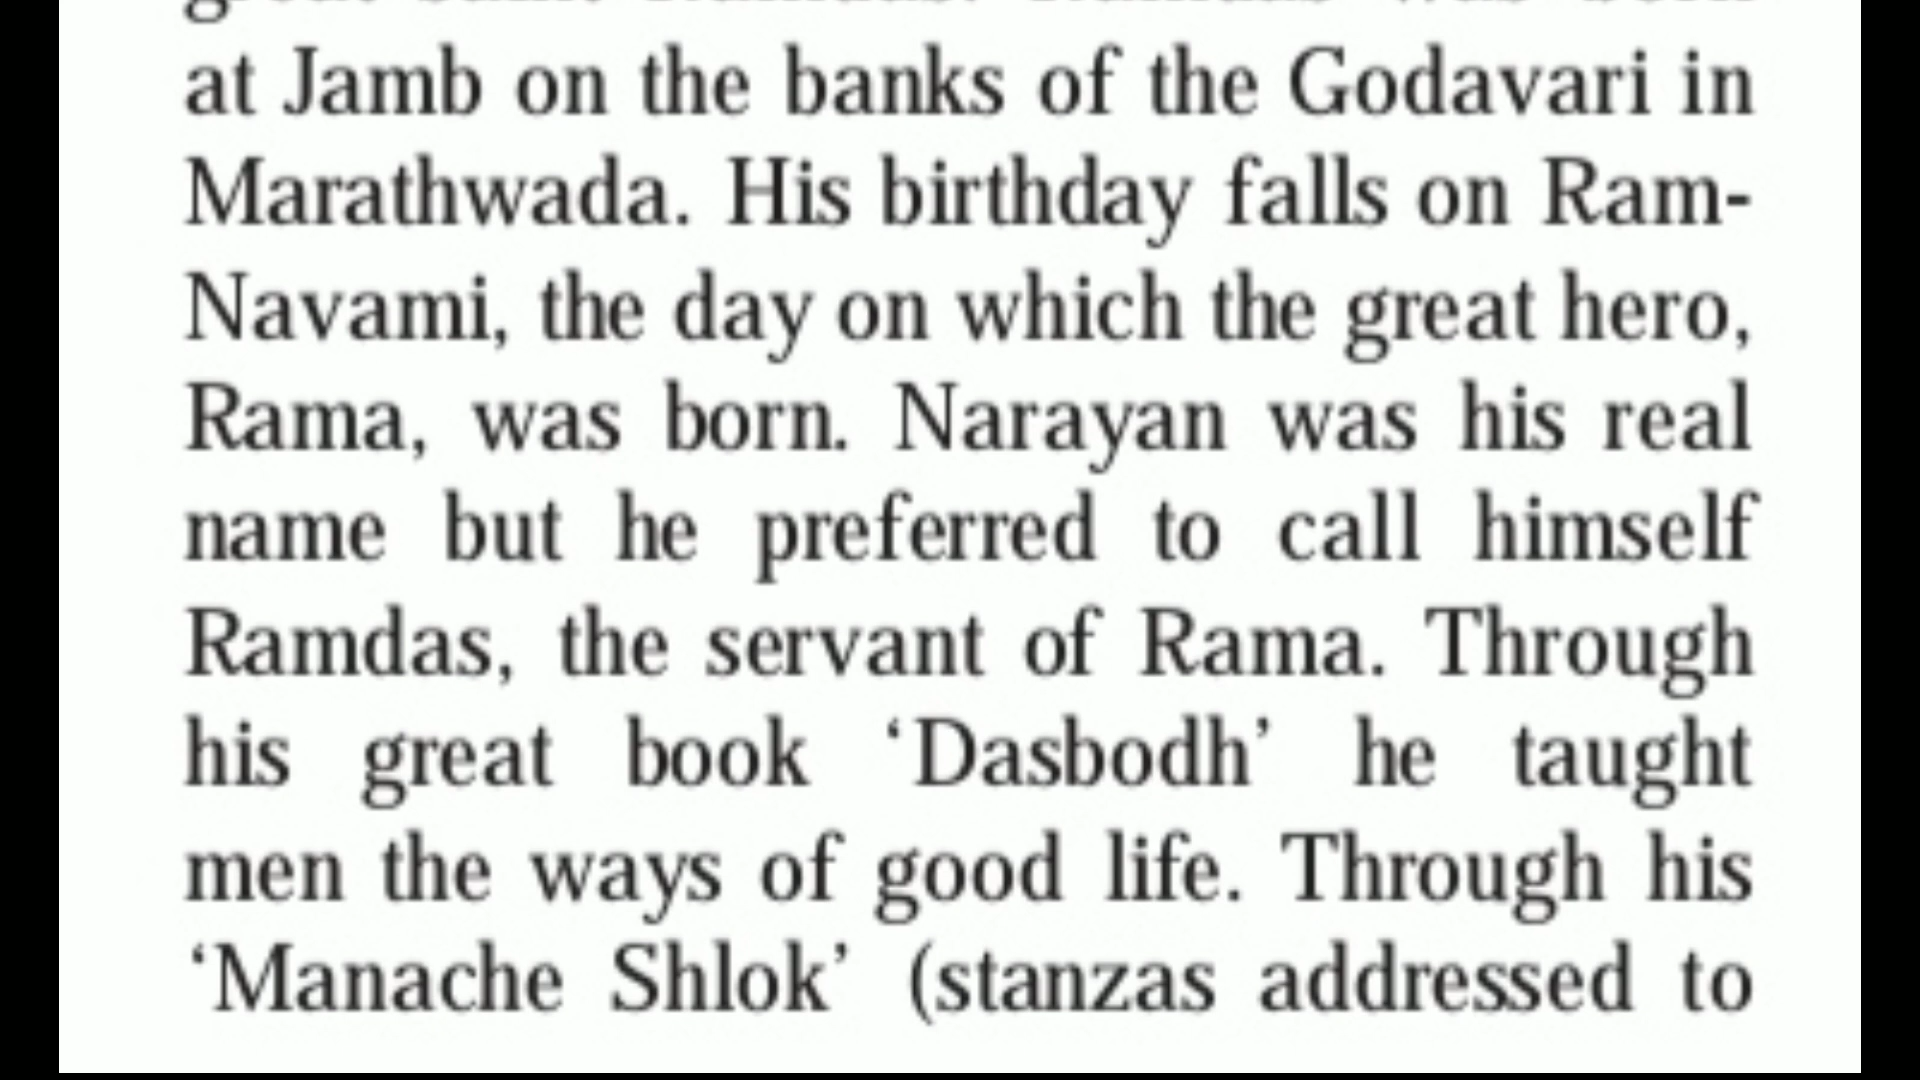 at Jamb on the banks of the Godavari in
Marathwada. His birthday falls on Ram-
Navami, the day on which the great hero,
Rama, was born. Narayan was his real
name but he preferred to call himself
Ramdas, the servant of Rama. Through
his great book ‘Dasbodh’ he taught
men the ways of good life. Through his
‘Manache Shlok’ (stanzas addressed to